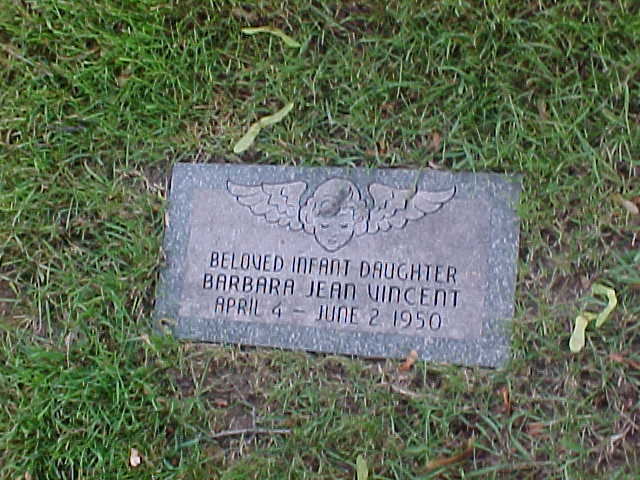 BELOVED INFANT DAUGHTER
BARBARA JEAN VINCENT
APRIL 4 - JUNE 2 1950